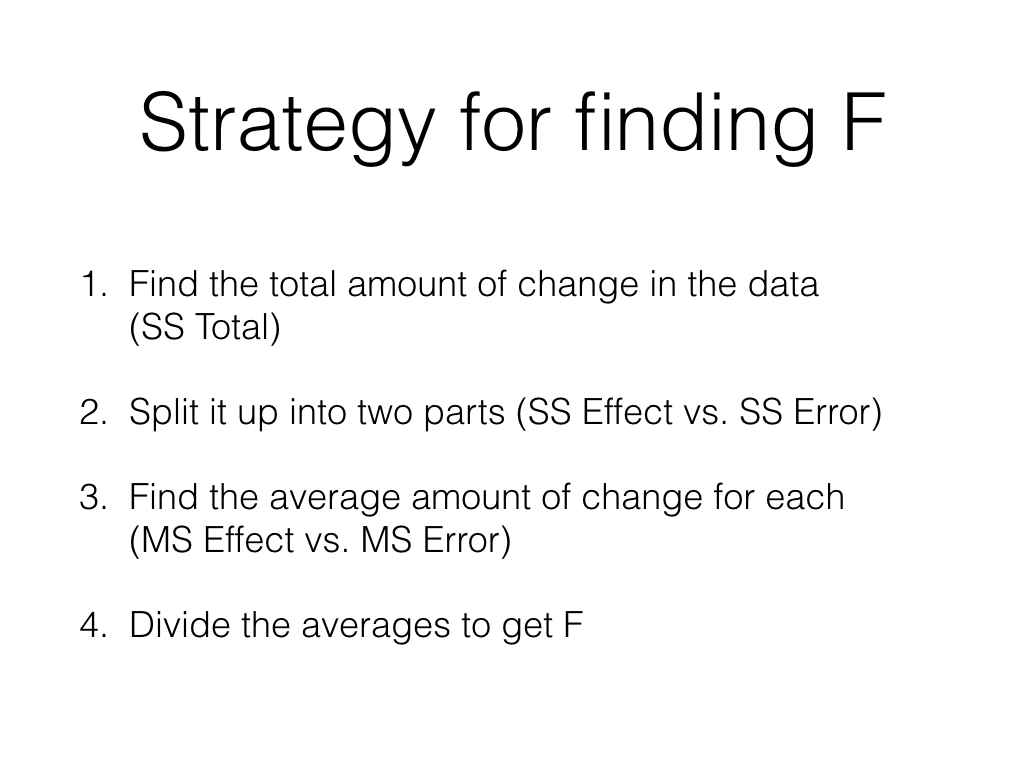 Strategy for finding F
1. Find the total amount of change in the data
(SS Total)
2. Split it up into two parts (SS Effect vs. SS Error)
3. Find the average amount of change for each
(MS Effect vs. MS Error)
4. Divide the averages to get F